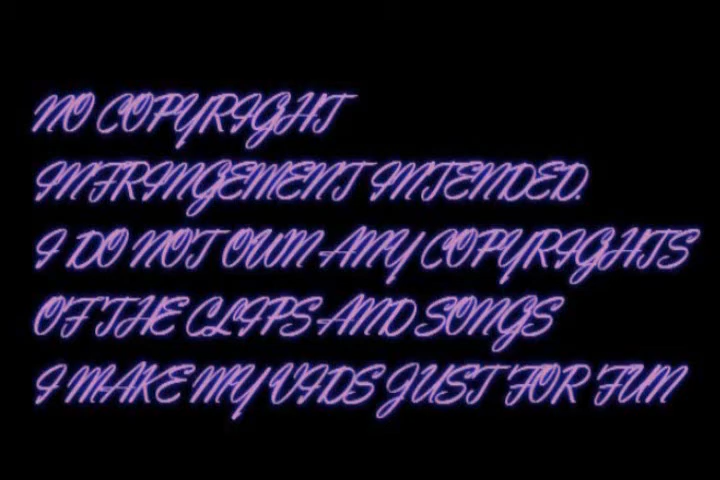 NO COPYRIGHT
INFRINGEMENT INTENDED.
I DO NOT OWN ANY COPYRIGHTS
OF THE CLIPS AND SONGS
I MAKE MY VIDS JUST FOR FUN